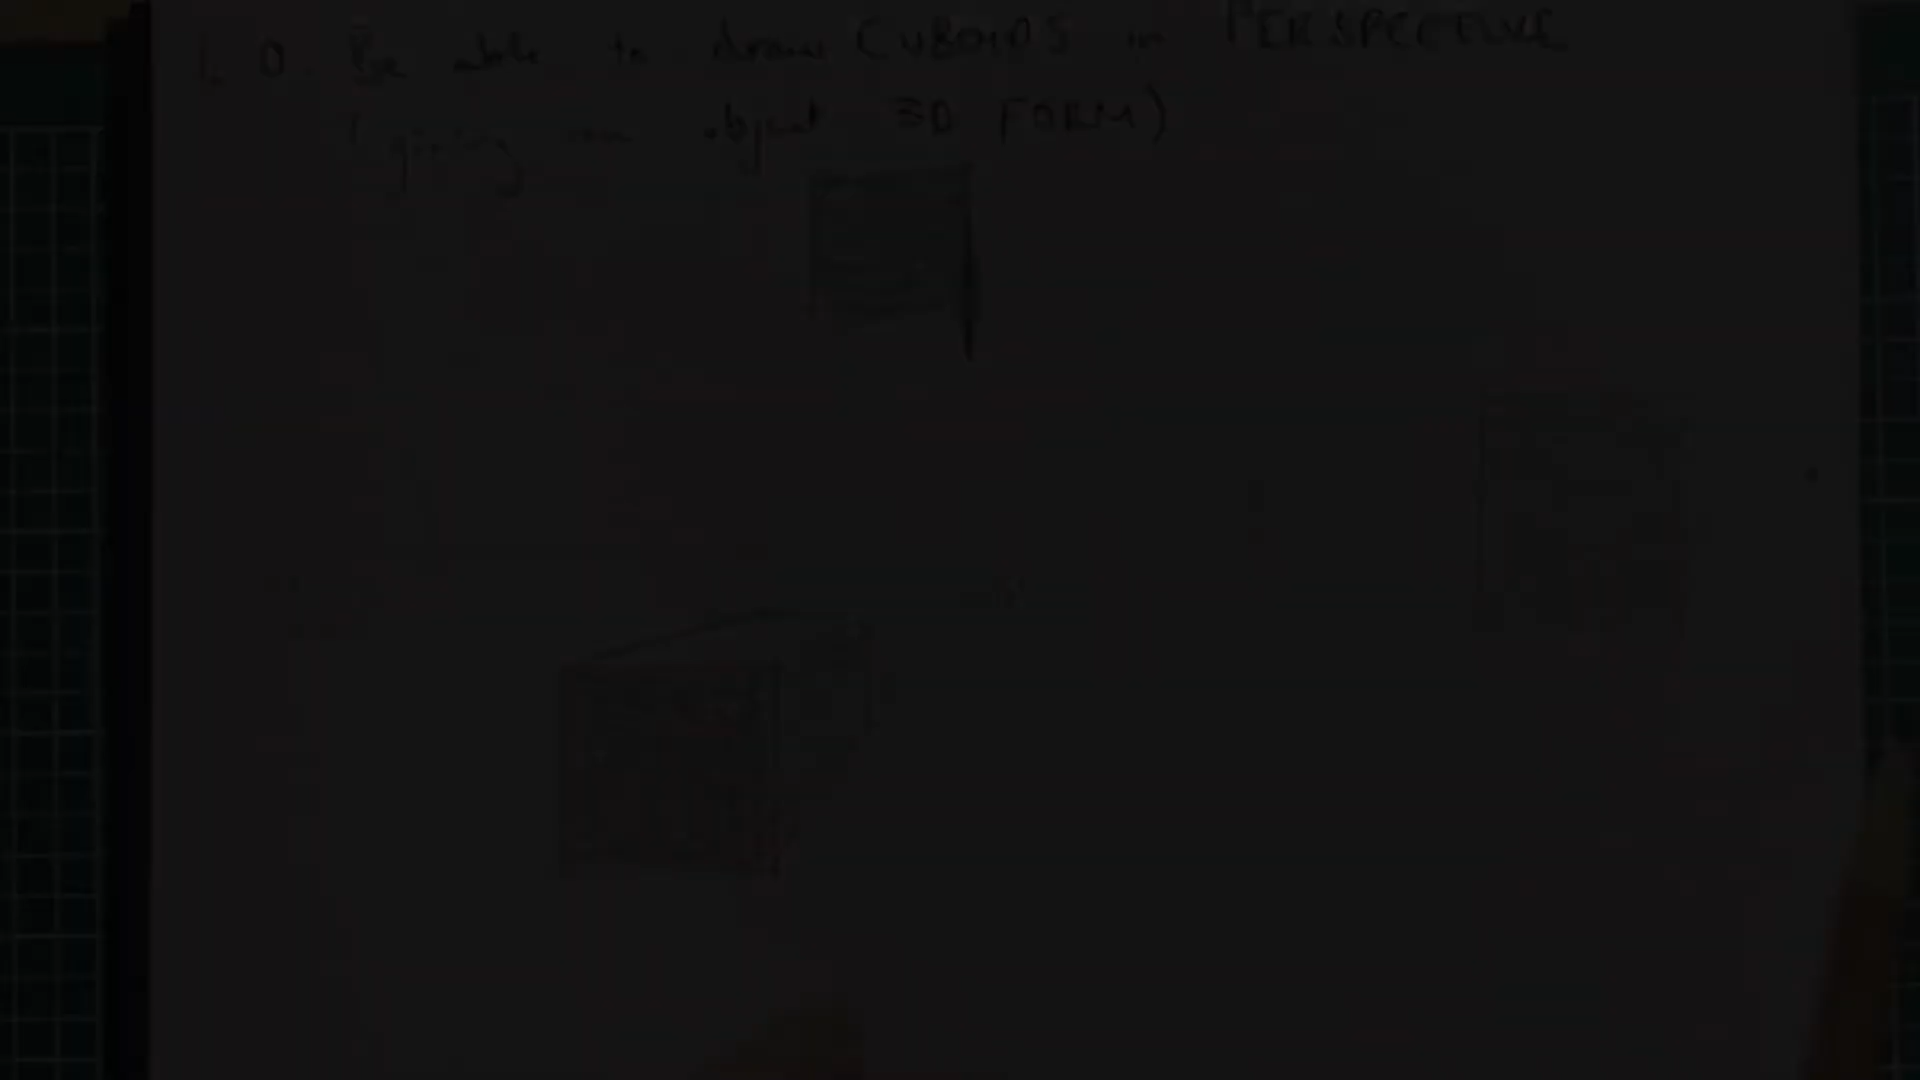 L.O. Be able to draw CUBOIDS in PERSPECTIVE
(giving an object 3D FORM)